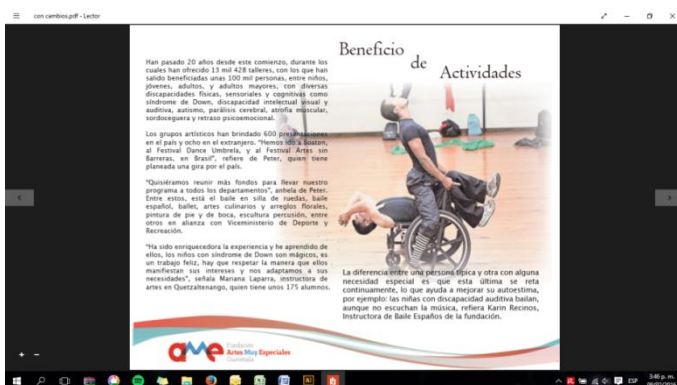 con cambios.pdf - Lector
Beneficio
de
Actividades
Han pasado 20 años desde este comienzo, durante los
cuales han ofrecido 13 mil 428 talleres, con los que han
salido beneficiadas unas 100 mil personas, entre niños,
jóvenes, adultos, y adultos mayores, con diversas
discapacidades físicas, sensoriales y cognitivas como
síndrome de Down, discapacidad intelectual visual y
auditiva, autismo, parálisis cerebral, atrofia muscular,
sordoceguera y retraso psicoemocional.
Los grupos artísticos han brindado 600 presentaciones
en el país y ocho en el extranjero. "Hemos ido a Boston,
al Festival Dance Umbrela, y al Festival Artes sin
Barreras, en Brasil", refiere de Peter, quien tiene
planeada una gira por el país.
"Quisiéramos reunir más fondos para llevar nuestro
programa a todos los departamentos", anhela de Peter.
Entre estos, está el baile en silla de ruedas, baile
español, ballet, artes culinarios y arreglos florales,
pintura de pie y de boca, escultura percusión, entre
otros en alianza con Viceministerio de Deporte y
Recreación.
"Ha sido enriquecedora la experiencia y he aprendido de
ellos, los niños con síndrome de Down son mágicos, es
un trabajo feliz, hay que respetar la manera que ellos
manifiestan sus intereses y nos adaptamos a sus
necesidades", señala Mariana Laparra, instructora de
artes en Quetzaltenango, quien tiene unos 175 alumnos.
La diferencia entre una persona típica y otra con alguna
necesidad especial es que esta última se reta
continuamente, lo que ayuda a mejorar su autoestima,
por ejemplo: las niñas con discapacidad auditiva bailan,
aunque no escuchan la música, refiera Karin Recinos,
Instructora de Baile Españos de la fundación.
ame
Fundación
Artes Muy Especiales
Guatemala
ESP
3:46 p. m.